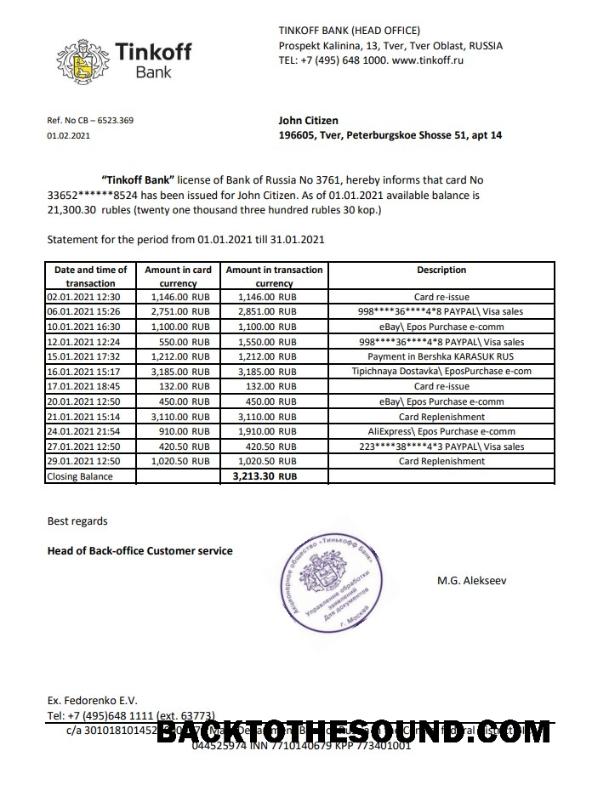 Tinkoff
Bank
TINKOFF BANK (HEAD OFFICE)
Prospekt Kalinina, 13, Tver, Tver Oblast, RUSSIA
TEL: +7 (495) 648 1000. www.tinkoff.ru
Ref. No CB – 6523.369
01.02.2021
John Citizen
196605, Tver, Peterburgskoe Shosse 51, apt 14
“Tinkoff Bank” license of Bank of Russia No 3761, hereby informs that card No
33652******8524 has been issued for John Citizen. As of 01.01.2021 available balance is
21,300.30 rubles (twenty one thousand three hundred rubles 30 kop.)
Statement for the period from 01.01.2021 till 31.01.2021
Date and time of transaction Amount in card currency Amount in transaction currency Description
02.01.2021 12:30 1,146.00 RUB 1,146.00 RUB Card re-issue
06.01.2021 15:26 2,751.00 RUB 2,851.00 RUB 998****36****4*8 PAYPAL\ Visa sales
10.01.2021 16:30 1,100.00 RUB 1,100.00 RUB eBay\ Epos Purchase e-comm
12.01.2021 12:24 550.00 RUB 1,550.00 RUB 998****36****4*8 PAYPAL\ Visa sales
15.01.2021 17:32 1,212.00 RUB 1,212.00 RUB Payment in Bershka KARASUK RUS
16.01.2021 15:17 3,185.00 RUB 3,185.00 RUB Tipichnaya Dostavka\ EposPurchase e-com
17.01.2021 18:45 132.00 RUB 132.00 RUB Card re-issue
20.01.2021 12:50 450.00 RUB 450.00 RUB eBay\ Epos Purchase e-comm
21.01.2021 15:14 3,110.00 RUB 3,110.00 RUB Card Replenishment
24.01.2021 21:54 910.00 RUB 1,910.00 RUB AliExpress\ Epos Purchase e-comm
27.01.2021 12:50 420.50 RUB 420.50 RUB 223****38****4*3 PAYPAL\ Visa sales
29.01.2021 12:50 1,020.50 RUB 1,020.50 RUB Card Replenishment
Closing Balance 3,213.30 RUB
Best regards
Head of Back-office Customer service
Акционерное общество «Тинькофф Банк»
Управление обработки
заявлений
Для документов
г. Москва
M.G. Alekseev
Ex. Fedorenko E.V.
Tel: +7 (495)648 1111 (ext. 63773)
c/a
BACKTOTHESOUND.COM
044525974 INN 7710140679 KPP 773401001